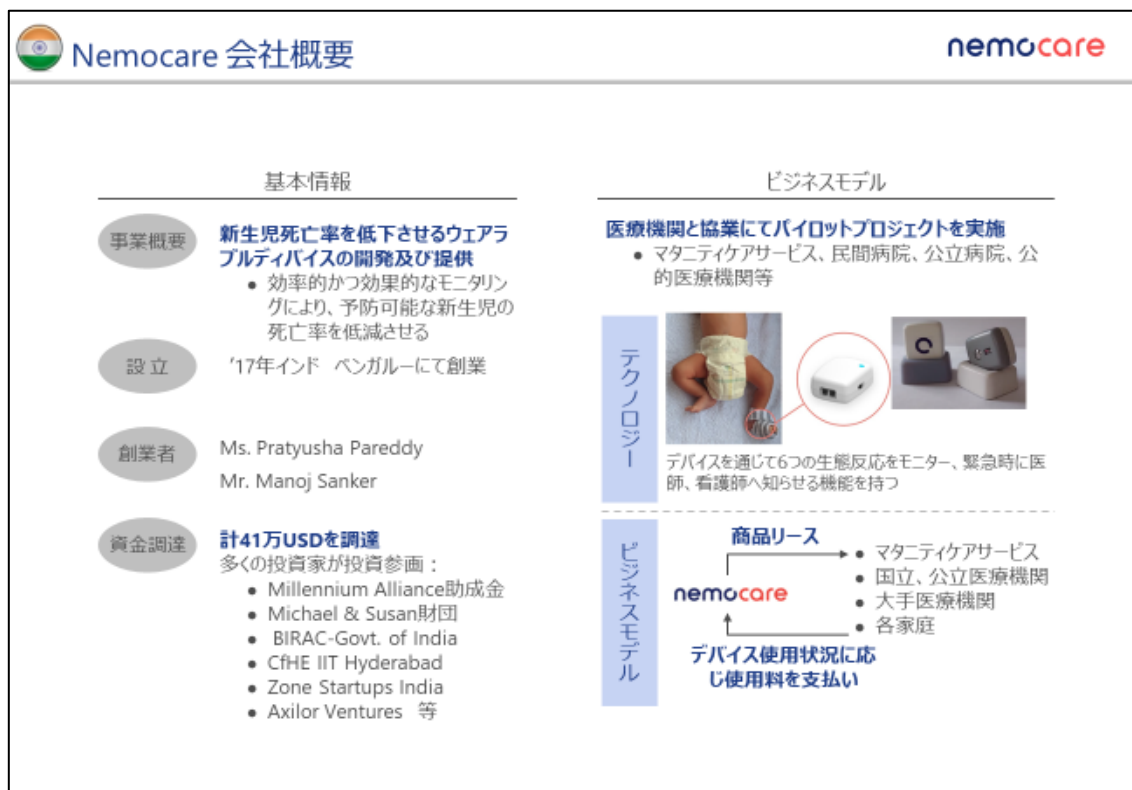 Nemocare 会社概要
nemocare
基本情報
事業概要
新生児死亡率を低下させるウェアラ
ブルディバイスの開発及び提供
● 効率的かつ効果的なモニタリン
グにより、予防可能な新生児の
死亡率を低減させる
設立
'17年インド ベンガルーにて創業
創業者
Ms. Pratyusha Pareddy
Mr. Manoj Sanker
資金調達
計41万USDを調達
多くの投資家が投資参画：
● Millennium Alliance助成金
● Michael & Susan財団
● BIRAC-Govt. of India
● CfHE IIT Hyderabad
● Zone Startups India
● Axilor Ventures 等
ビジネスモデル
医療機関と協業にてパイロットプロジェクトを実施
● マタニティケアサービス、民間病院、公立病院、公
的医療機関等
テクノロジー
デバイスを通じて6つの生態反応をモニター、緊急時に医
師、看護師へ知らせる機能を持つ
ビジネスモデル
商品リース
nemocare
● マタニティケアサービス
● 国立、公立医療機関
● 大手医療機関
● 各家庭
デバイス使用状況に応
じ使用料を支払い